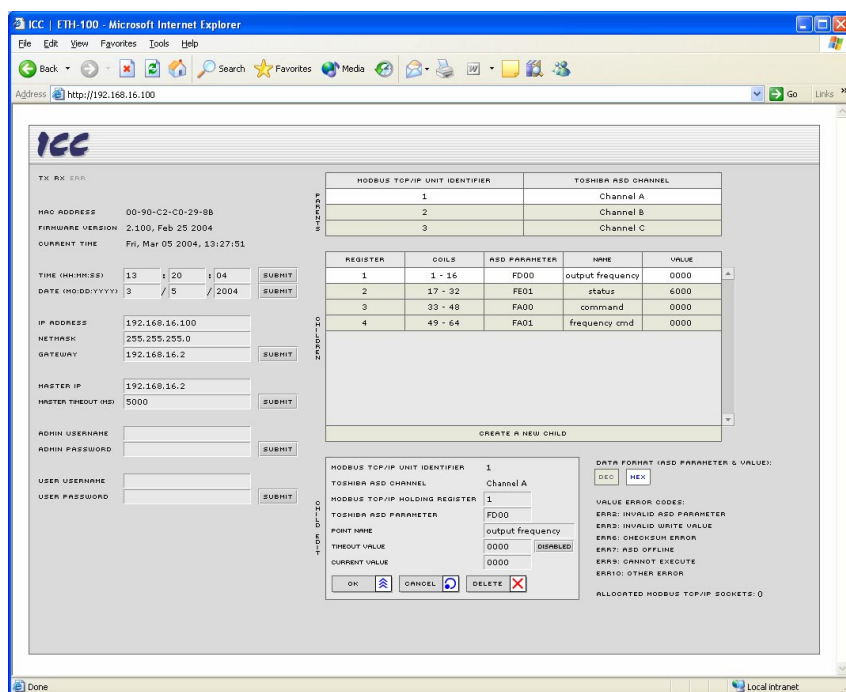 ICC | ETH-100 - Microsoft Internet Explorer
File Edit View Favorites Tools Help
Back Search Favorites Media
Address http://192.168.16.100 Go Links »
ICC
TX RX ERR
MAC ADDRESS 00-90-C2-C0-29-8B
FIRMWARE VERSION 2.100, Feb 25 2004
CURRENT TIME Fri, Mar 05 2004, 13:27:51
TIME (HH:MM:SS) 13 : 20 : 04 SUBMIT
DATE (MO:DD:YYYY) 3 / 5 / 2004 SUBMIT
IP ADDRESS 192.168.16.100
NETMASK 255.255.255.0
GATEWAY 192.168.16.2 SUBMIT
MASTER IP 192.168.16.2
MASTER TIMEOUT (MS) 5000 SUBMIT
ADMIN USERNAME
ADMIN PASSWORD SUBMIT
USER USERNAME
USER PASSWORD SUBMIT
PARENTS
MODBUS TCP/IP UNIT IDENTIFIER TOSHIBA ASD CHANNEL
1 Channel A
2 Channel B
3 Channel C
CHILDREN
REGISTER COILS ASD PARAMETER NAME VALUE
1 1 - 16 FD00 output frequency 0000
2 17 - 32 FE01 status 6000
3 33 - 48 FA00 command 0000
4 49 - 64 FA01 frequency cmd 0000
CREATE A NEW CHILD
CHILD EDIT
MODBUS TCP/IP UNIT IDENTIFIER 1
TOSHIBA ASD CHANNEL Channel A
MODBUS TCP/IP HOLDING REGISTER 1
TOSHIBA ASD PARAMETER FD00
POINT NAME output frequency
TIMEOUT VALUE 0000 DISABLED
CURRENT VALUE 0000
OK CANCEL DELETE
DATA FORMAT (ASD PARAMETER & VALUE):
DEC HEX
VALUE ERROR CODES:
ERR2: INVALID ASD PARAMETER
ERR3: INVALID WRITE VALUE
ERR6: CHECKSUM ERROR
ERR7: ASD OFFLINE
ERR9: CANNOT EXECUTE
ERR10: OTHER ERROR
ALLOCATED MODBUS TCP/IP SOCKETS: 0
Done Local intranet